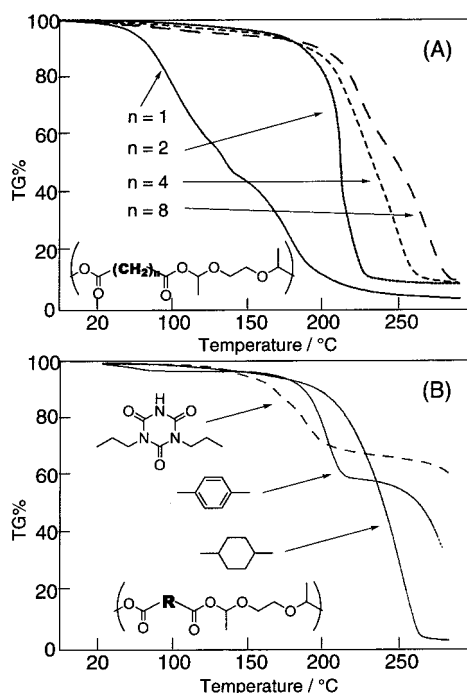 100
(A)
80
TG%
60
n = 1
n = 2
40
n = 4
n = 8
20
O
(CH₂)ₙ
O
O
O
O
O
0
20
100
150
200
250
Temperature / °C
100
(B)
H
O
N
O
80
N
N
O
TG%
60
40
20
O
R
O
O
O
O
O
0
20
100
150
200
250
Temperature / °C